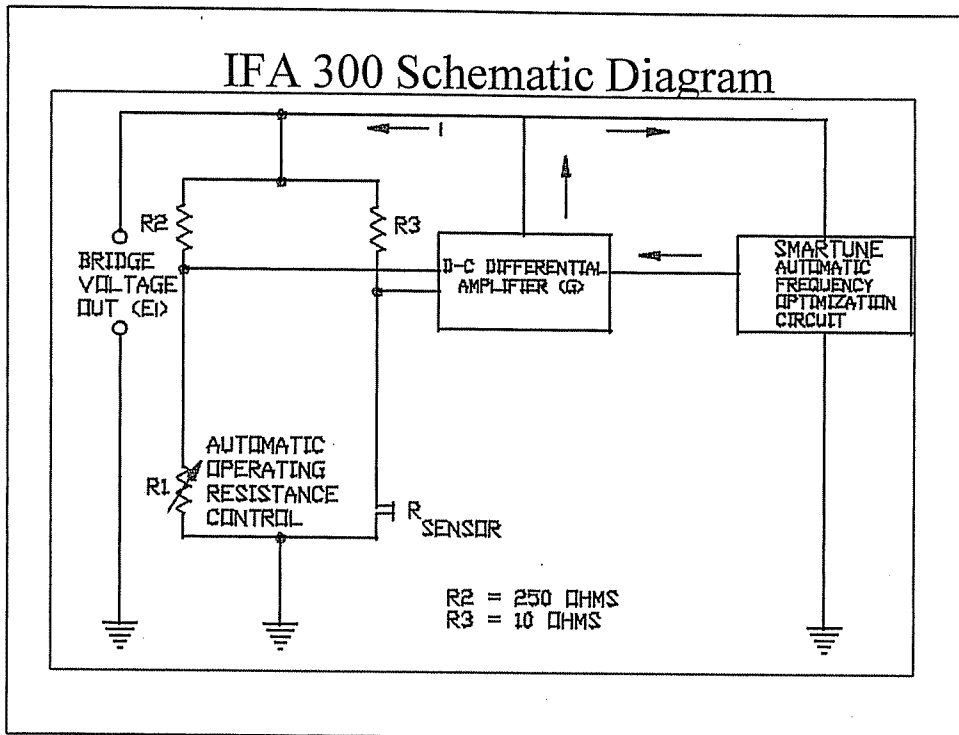 IFA 300 Schematic Diagram
I
R2
R3
BRIDGE
VOLTAGE
OUT (E1)
D-C DIFFERENTIAL
AMPLIFIER (G)
SMARTUNE
AUTOMATIC
FREQUENCY
OPTIMIZATION
CIRCUIT
R1
AUTOMATIC
OPERATING
RESISTANCE
CONTROL
R
SENSOR
R2 = 250 OHMS
R3 = 10 OHMS